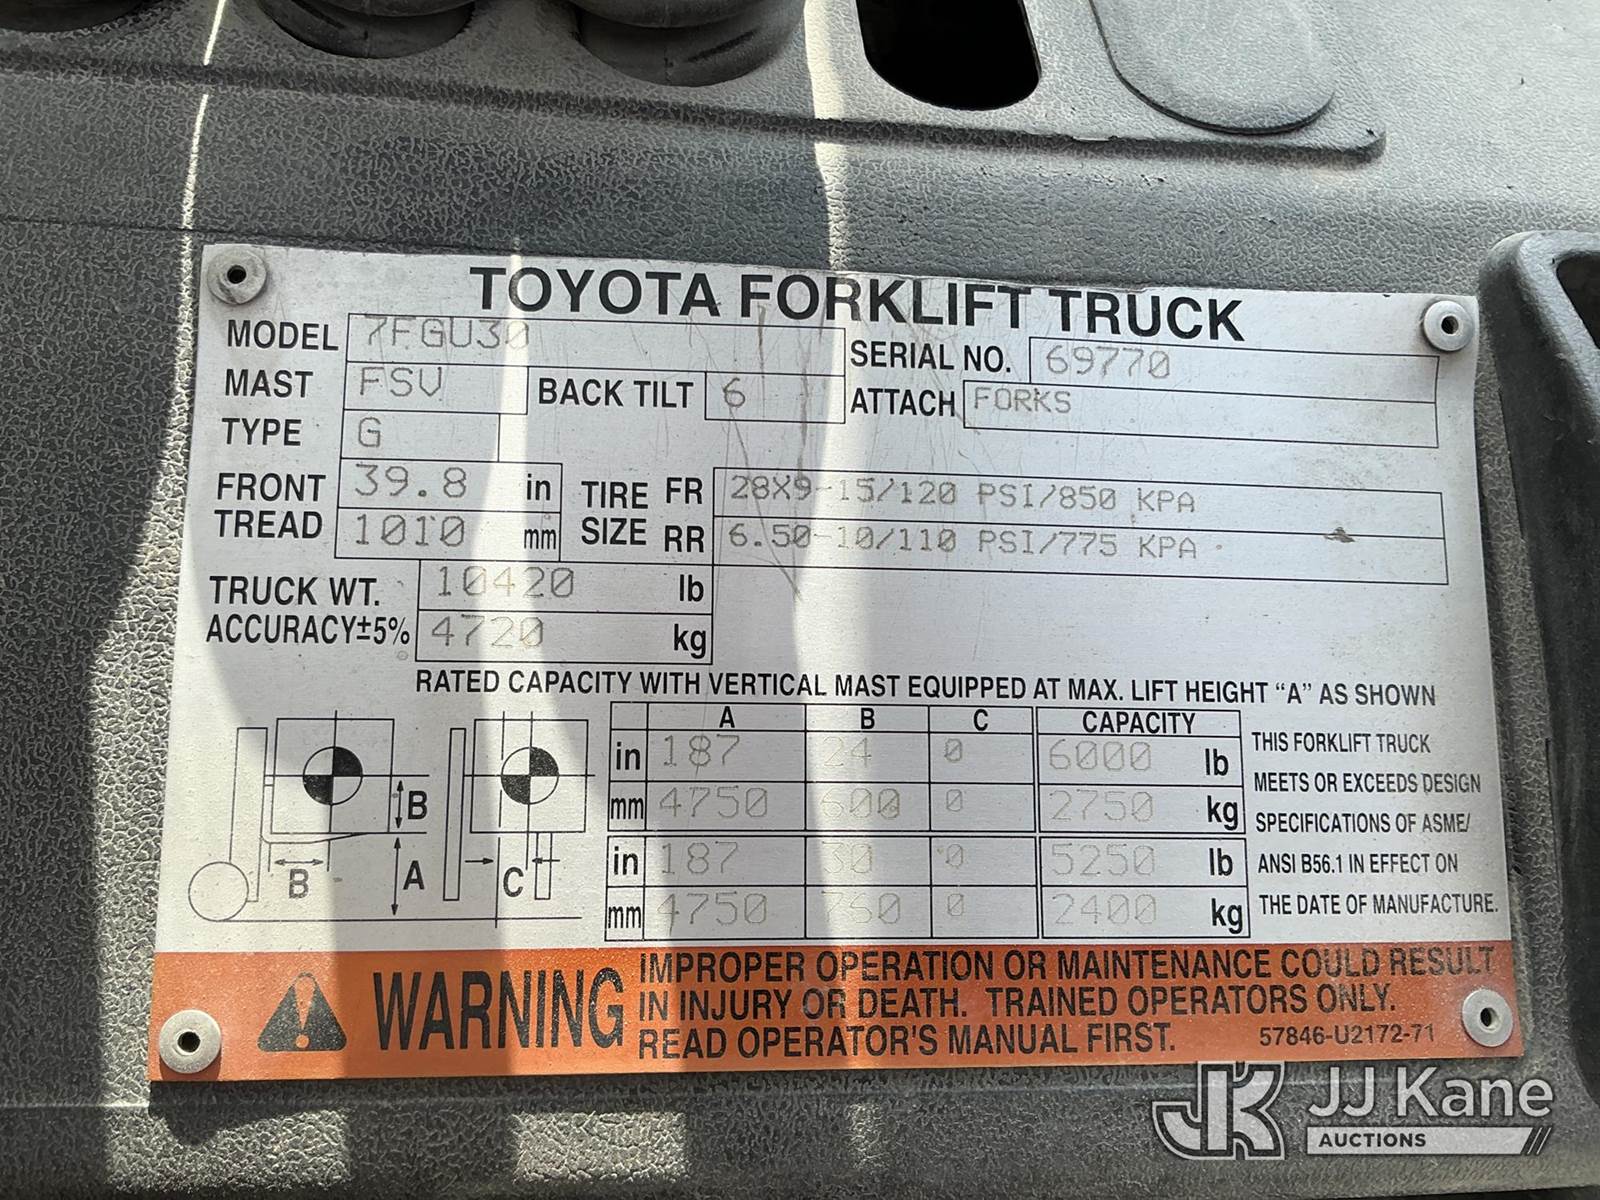 TOYOTA FORKLIFT TRUCK
MODEL 7FGU30 SERIAL NO. 69770
MAST FSV BACK TILT 6 ATTACH FORKS
TYPE G
FRONT TREAD 39.8 in TIRE SIZE FR 28X9-15/120 PSI/850 KPA
1010 mm RR 6.50-10/110 PSI/775 KPA
TRUCK WT. 10420 lb
ACCURACY±5% 4720 kg
RATED CAPACITY WITH VERTICAL MAST EQUIPPED AT MAX. LIFT HEIGHT “A” AS SHOWN
A B C CAPACITY
in 187 24 0 6000 lb
mm 4750 600 0 2750 kg
in 187 30 0 5250 lb
mm 4750 760 0 2400 kg
B
B
A
C
THIS FORKLIFT TRUCK
MEETS OR EXCEEDS DESIGN
SPECIFICATIONS OF ASME/
ANSI B56.1 IN EFFECT ON
THE DATE OF MANUFACTURE.
WARNING
IMPROPER OPERATION OR MAINTENANCE COULD RESULT
IN INJURY OR DEATH. TRAINED OPERATORS ONLY.
READ OPERATOR'S MANUAL FIRST. 57846-U2172-71
JK JJ Kane
AUCTIONS